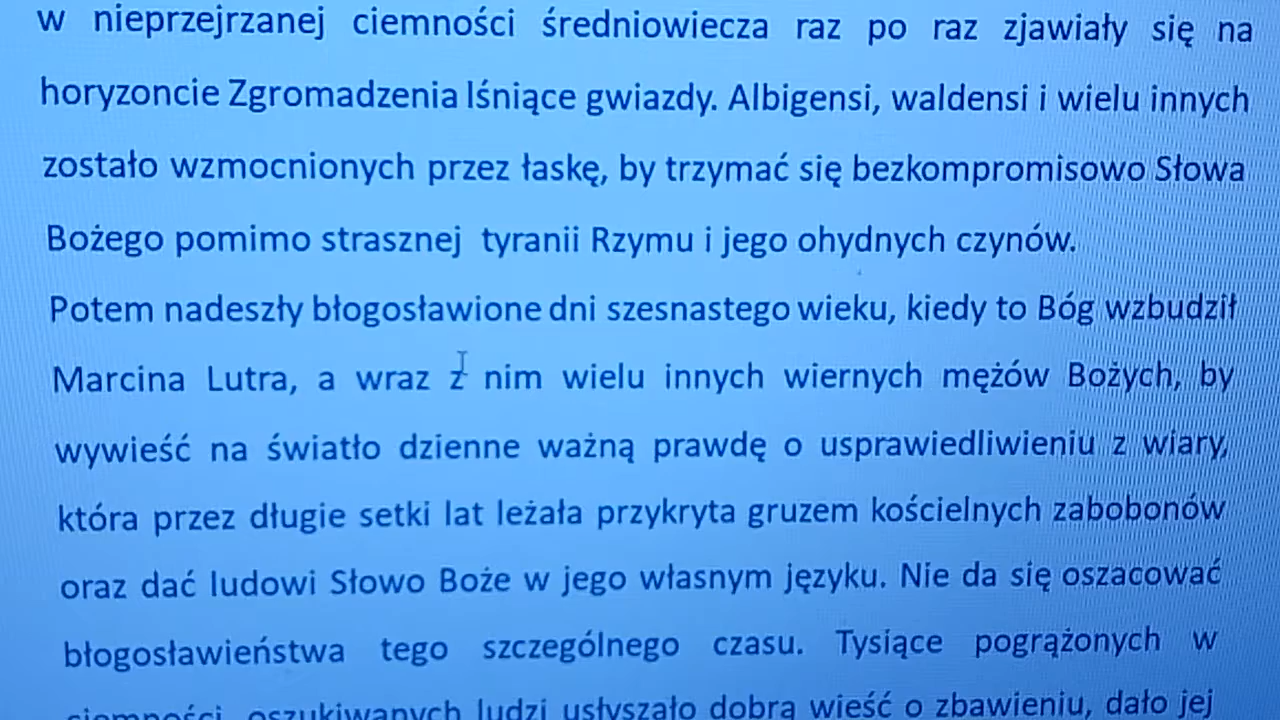 w nieprzejrzanej ciemności średniowiecza raz po raz zjawiały się na
horyzoncie Zgromadzenia lśniące gwiazdy. Albigensi, waldensi i wielu innych
zostało wzmocnionych przez łaskę, by trzymać się bezkompromisowo Słowa
Bożego pomimo strasznej tyranii Rzymu i jego ohydnych czynów.
Potem nadeszły błogosławione dni szesnastego wieku, kiedy to Bóg wzbudził
Marcina Lutra, a wraz z nim wielu innych wiernych mężów Bożych, by
wywieść na światło dzienne ważną prawdę o usprawiedliwieniu z wiary,
która przez długie setki lat leżała przykryta gruzem kościelnych zabobonów
oraz dać ludowi Słowo Boże w jego własnym języku. Nie da się oszacować
błogosławieństwa tego szczególnego czasu. Tysiące pogrążonych w
ciemności, oszukiwanych ludzi usłyszało dobrą wieść o zbawieniu, dało jej